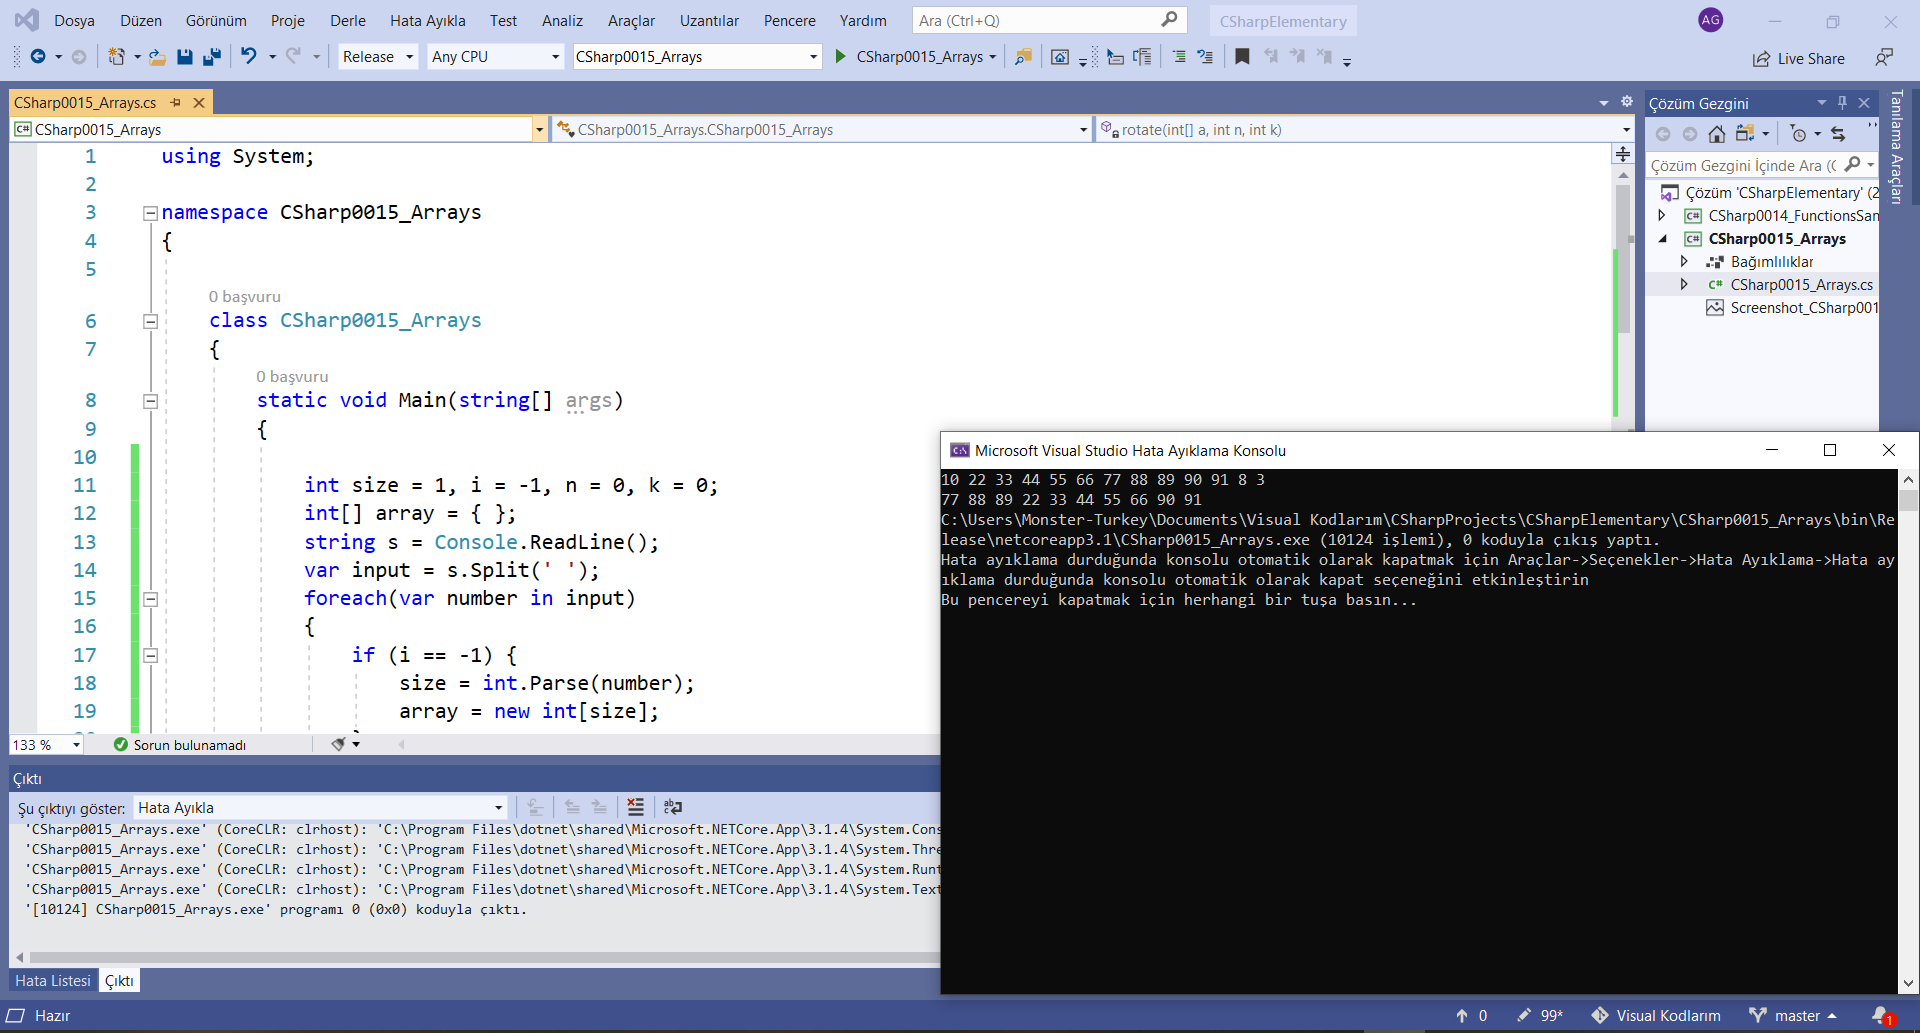 Dosya Düzen Görünüm Proje Derle Hata Ayıkla Test Analiz Araçlar Uzantılar Pencere Yardım Ara (Ctrl+Q) CSharpElementary AG
Release Any CPU CSharp0015_Arrays CSharp0015_Arrays Live Share
CSharp0015_Arrays.cs
CSharp0015_Arrays CSharp0015_Arrays.CSharp0015_Arrays rotate(int[] a, int n, int k)
1 using System;
2
3 namespace CSharp0015_Arrays
4 {
5
0 başvuru
6 class CSharp0015_Arrays
7 {
0 başvuru
8 static void Main(string[] args)
9 {
10
11 int size = 1, i = -1, n = 0, k = 0;
12 int[] array = { };
13 string s = Console.ReadLine();
14 var input = s.Split(' ');
15 foreach(var number in input)
16 {
17 if (i == -1) {
18 size = int.Parse(number);
19 array = new int[size];
133 % Sorun bulunamadı
Çözüm Gezgini
Çözüm Gezgini İçinde Ara (C
Çözüm 'CSharpElementary' (2
CSharp0014_FunctionsSam
CSharp0015_Arrays
Bağımlılıklar
CSharp0015_Arrays.cs
Screenshot_CSharp001
Tanılama Araçları
Microsoft Visual Studio Hata Ayıklama Konsolu
10 22 33 44 55 66 77 88 89 90 91 8 3
77 88 89 22 33 44 55 66 90 91
C:\Users\Monster-Turkey\Documents\Visual Kodlarım\CSharpProjects\CSharpElementary\CSharp0015_Arrays\bin\Re
lease\netcoreapp3.1\CSharp0015_Arrays.exe (10124 işlemi), 0 koduyla çıkış yaptı.
Hata ayıklama durduğunda konsolu otomatik olarak kapatmak için Araçlar->Seçenekler->Hata Ayıklama->Hata ay
ıklama durduğunda konsolu otomatik olarak kapat seçeneğini etkinleştirin
Bu pencereyi kapatmak için herhangi bir tuşa basın...
Çıktı
Şu çıktıyı göster: Hata Ayıkla
'CSharp0015_Arrays.exe' (CoreCLR: clrhost): 'C:\Program Files\dotnet\shared\Microsoft.NETCore.App\3.1.4\System.Cons
'CSharp0015_Arrays.exe' (CoreCLR: clrhost): 'C:\Program Files\dotnet\shared\Microsoft.NETCore.App\3.1.4\System.Thre
'CSharp0015_Arrays.exe' (CoreCLR: clrhost): 'C:\Program Files\dotnet\shared\Microsoft.NETCore.App\3.1.4\System.Runt
'CSharp0015_Arrays.exe' (CoreCLR: clrhost): 'C:\Program Files\dotnet\shared\Microsoft.NETCore.App\3.1.4\System.Text
'[10124] CSharp0015_Arrays.exe' programı 0 (0x0) koduyla çıktı.
Hata Listesi Çıktı
Hazır 0 99* Visual Kodlarım master 1